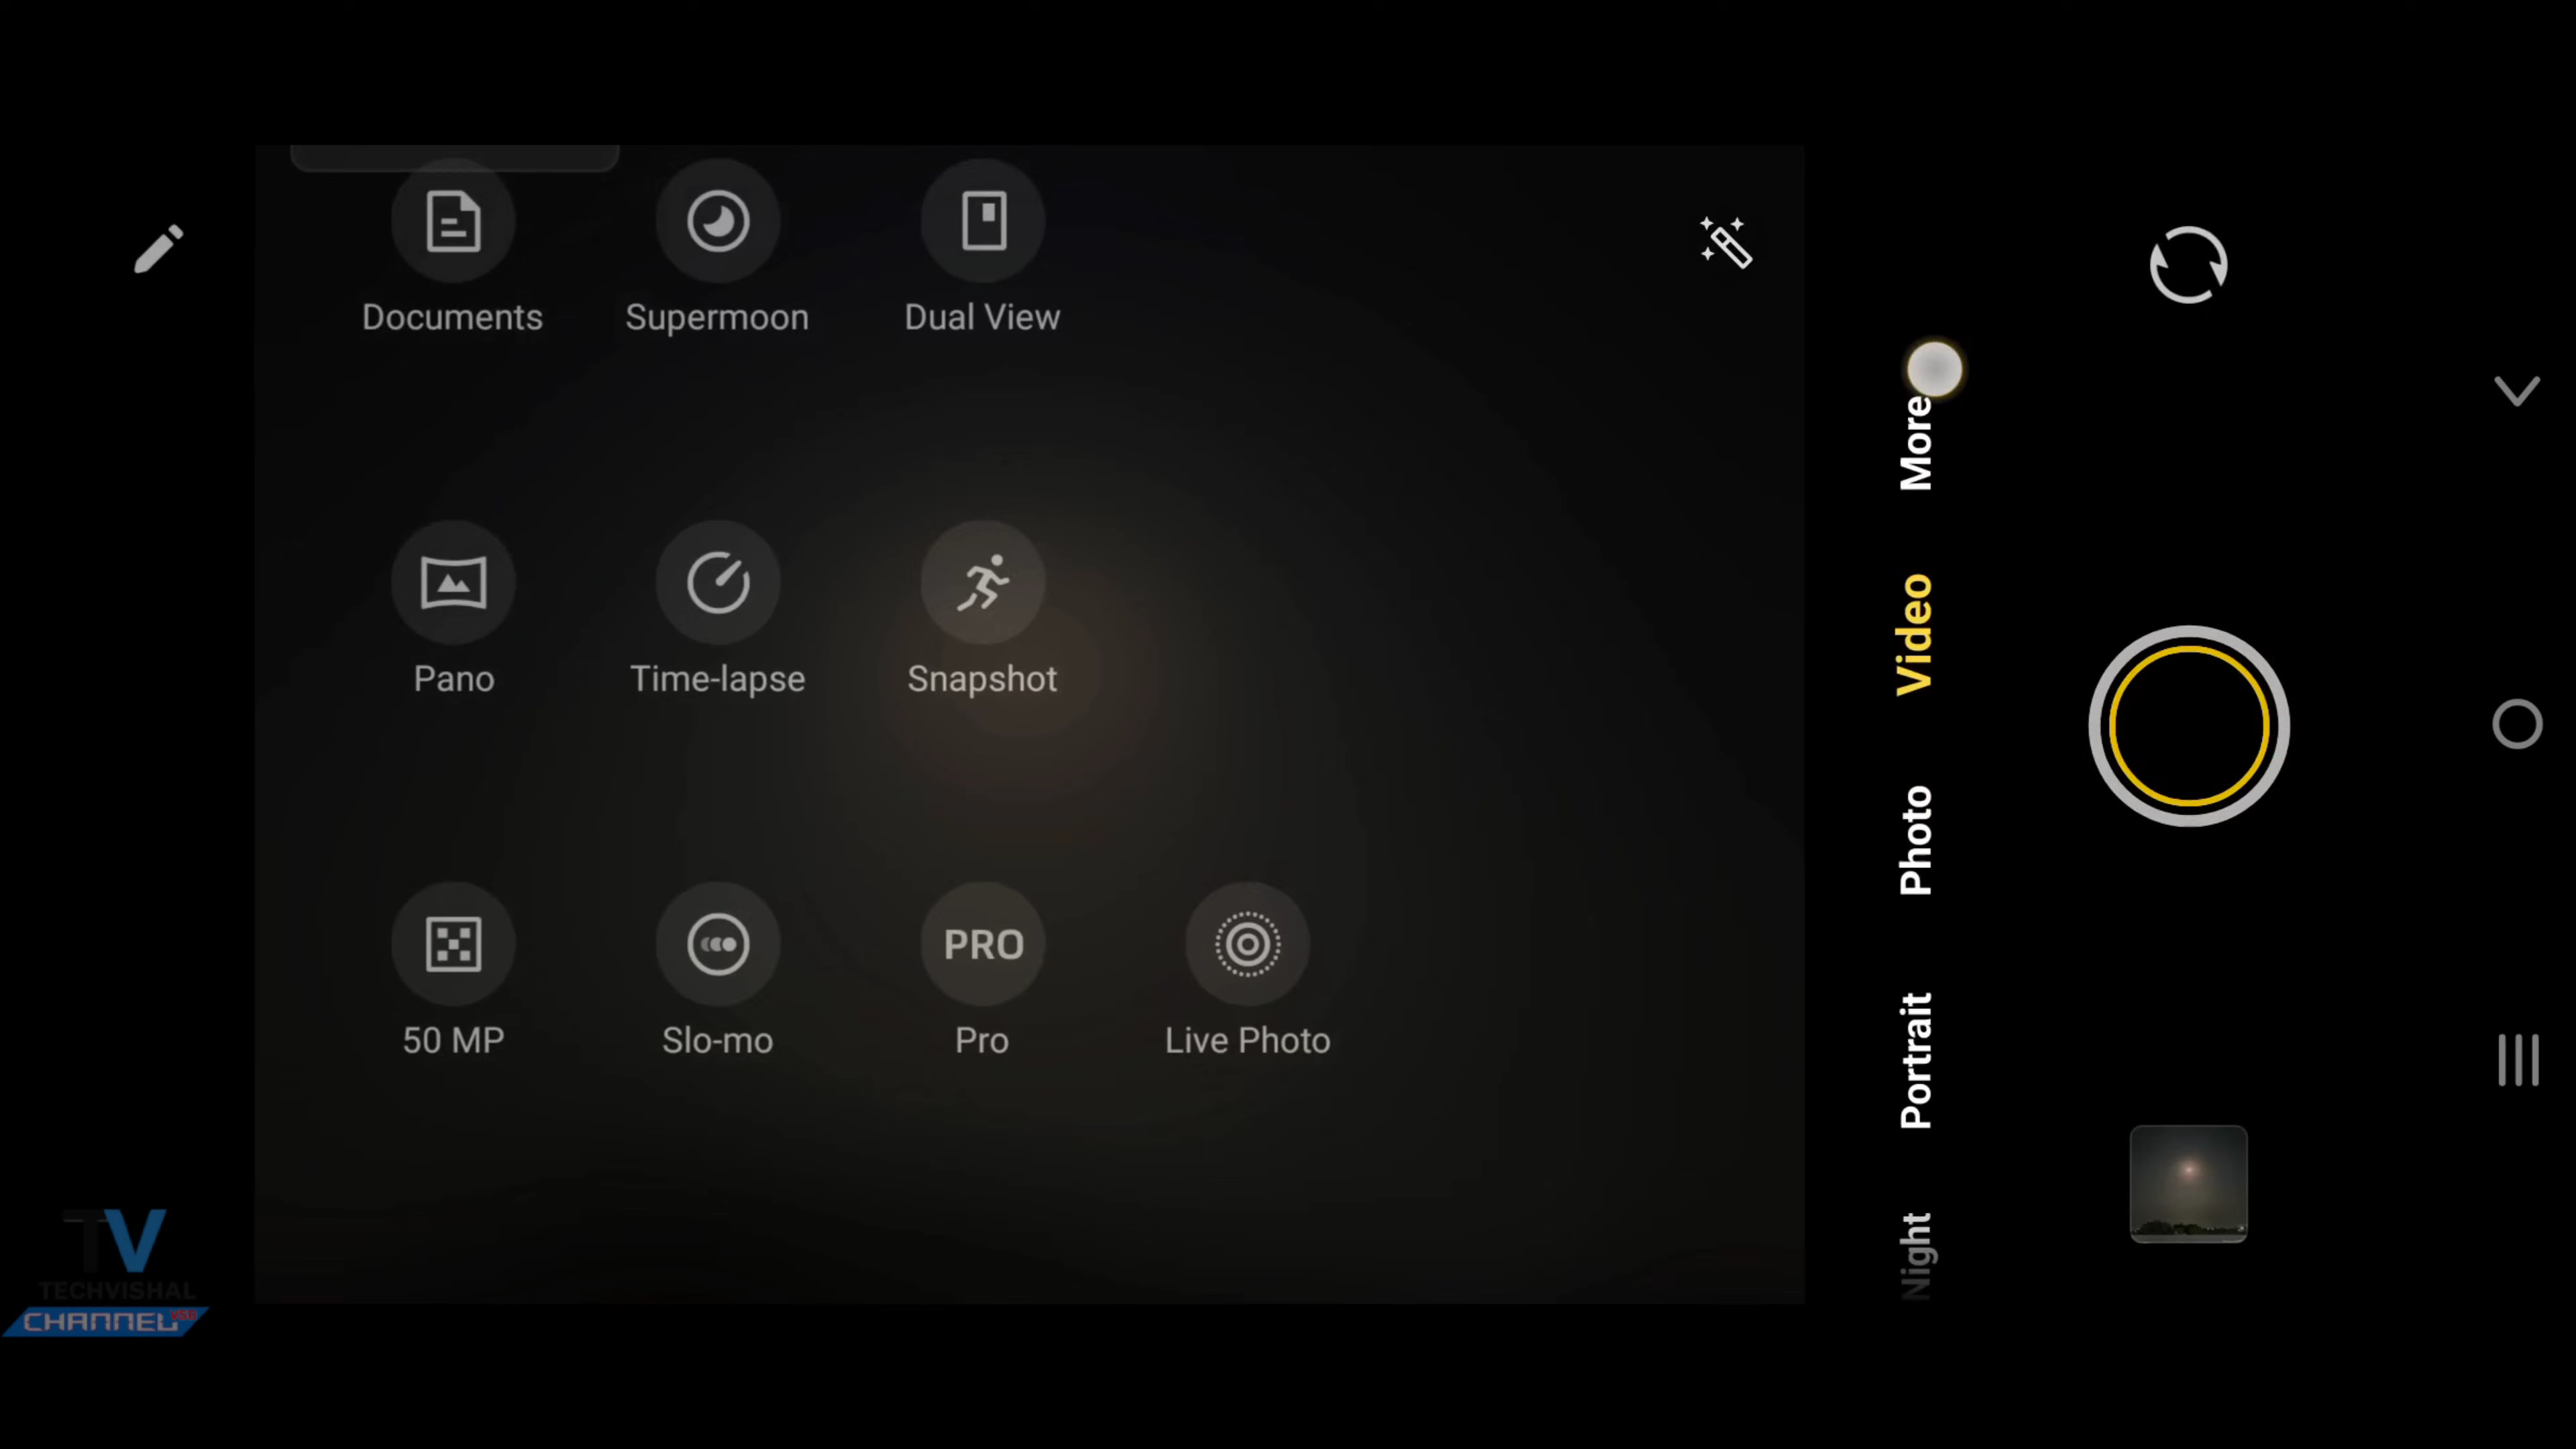 Documents
Supermoon
Dual View
Pano
Time-lapse
Snapshot
50 MP
Slo-mo
PRO
Pro
Live Photo
More
Video
Photo
Portrait
Night
TV
TECHVISHAL
CHANNEL